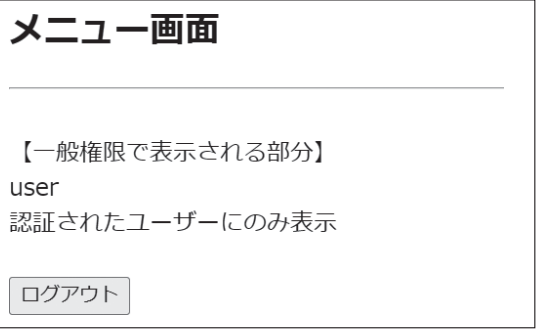 メニュー画面
【一般権限で表示される部分】
user
認証されたユーザーにのみ表示
ログアウト